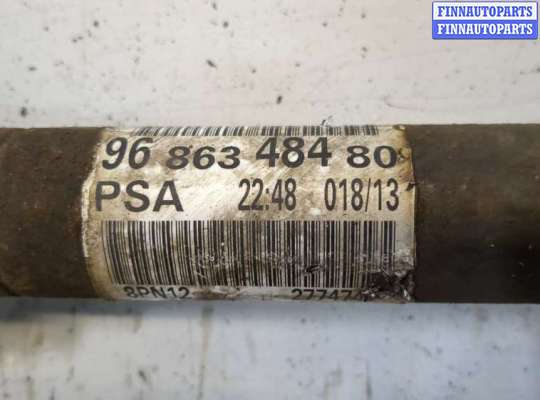 FINNAUTOPARTS
FINNAUTOPARTS
96 863 484 80
PSA 22:48 018/13
8PN12